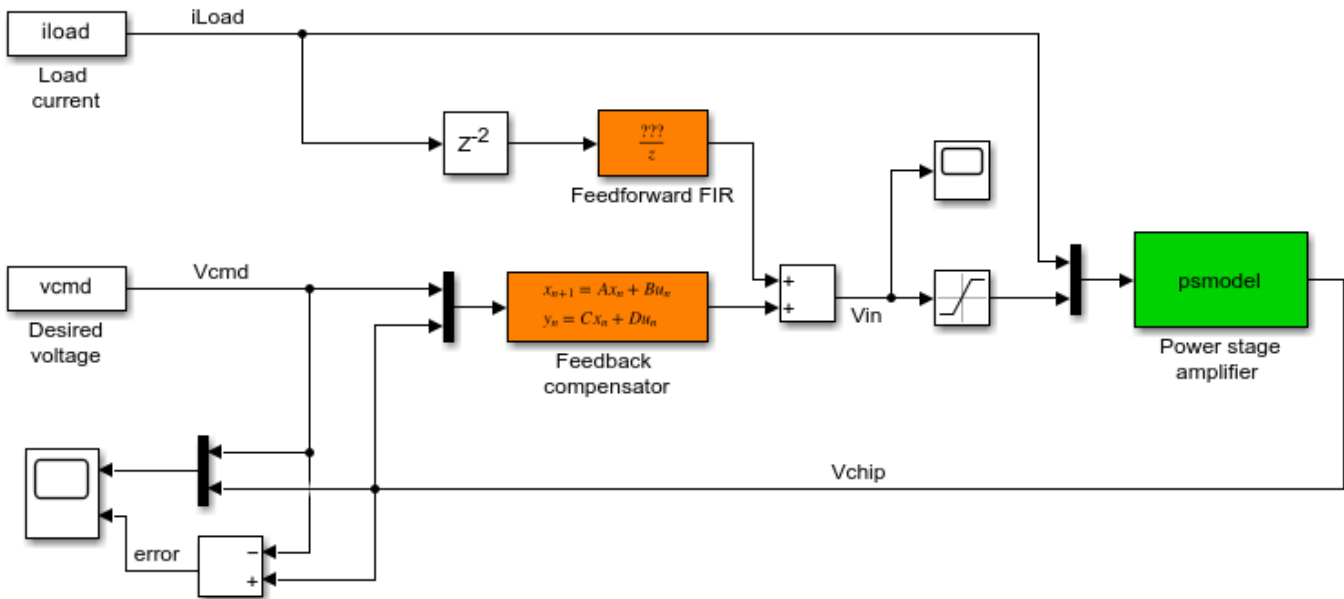 iload
iLoad
Load
current
Z-2
???
z
Feedforward FIR
vcmd
Vcmd
Desired
voltage
xn+1 = Axn + Bun
yn = Cxn + Dun
Feedback
compensator
+
+
Vin
psmodel
Power stage
amplifier
Vchip
error
−
+